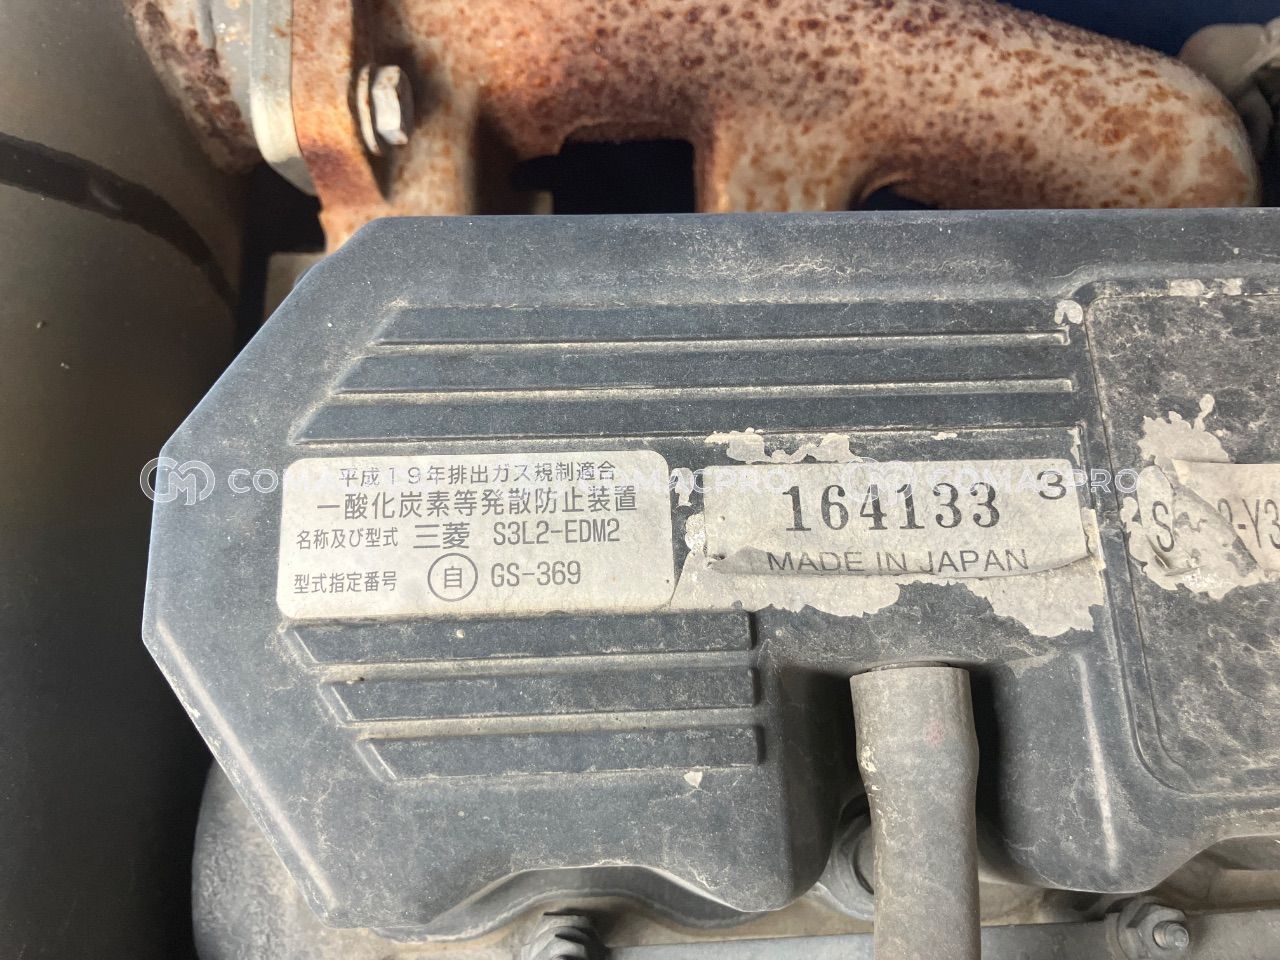 平成19年排出ガス規制適合
一酸化炭素等発散防止装置
名称及び型式 三菱 S3L2-EDM2
型式指定番号 自 GS-369
164133 3
MADE IN JAPAN